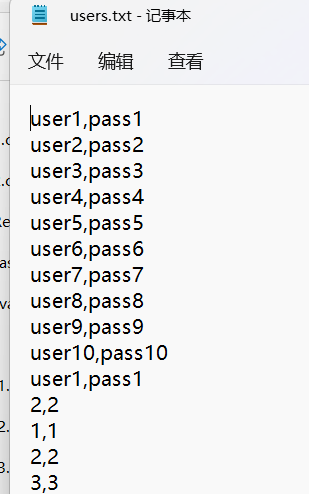 users.txt - 记事本
文件 编辑 查看
user1,pass1
user2,pass2
user3,pass3
user4,pass4
user5,pass5
user6,pass6
user7,pass7
user8,pass8
user9,pass9
user10,pass10
user1,pass1
2,2
1,1
2,2
3,3